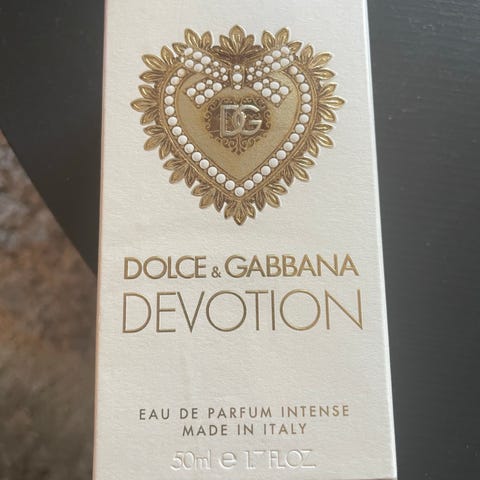 DG
DOLCE & GABBANA
DEVOTION
EAU DE PARFUM INTENSE
MADE IN ITALY
50ml e 1.7 FL.OZ.